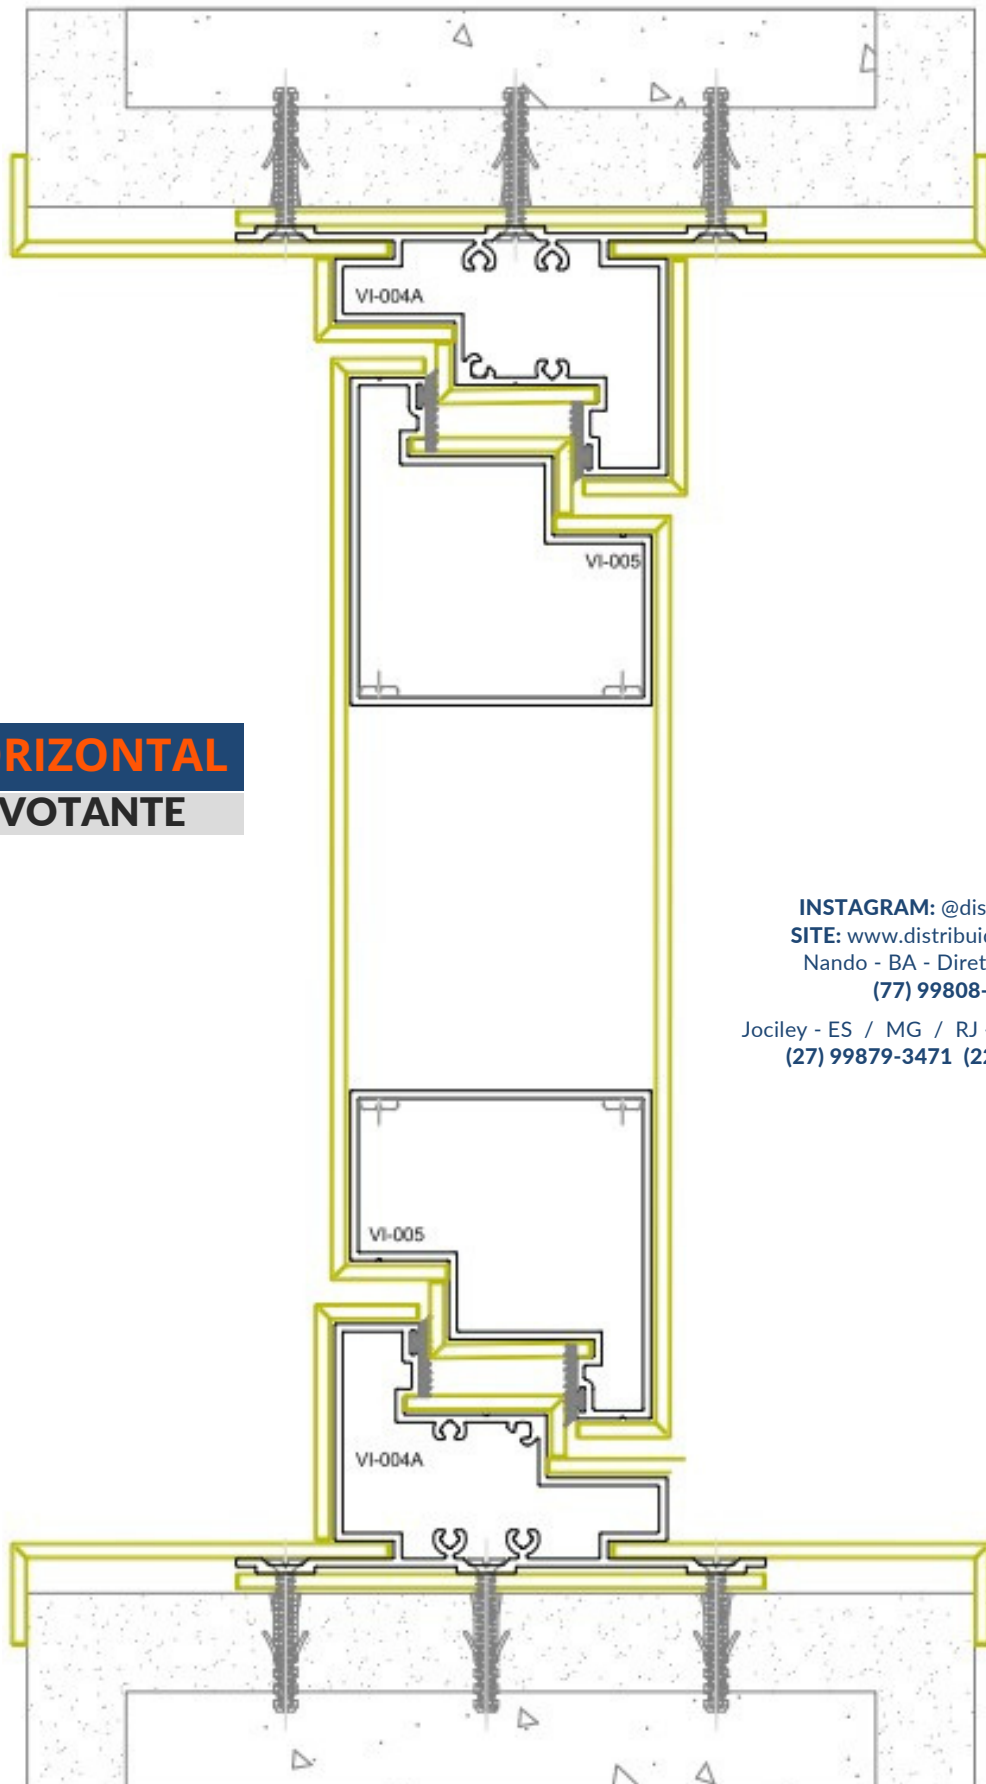 VI-004A
VI-005
RIZONTAL
VOTANTE
INSTAGRAM: @dis
SITE: www.distribui
Nando - BA - Diret
(77) 99808-
Jociley - ES / MG / RJ -
(27) 99879-3471 (22
VI-005
VI-004A